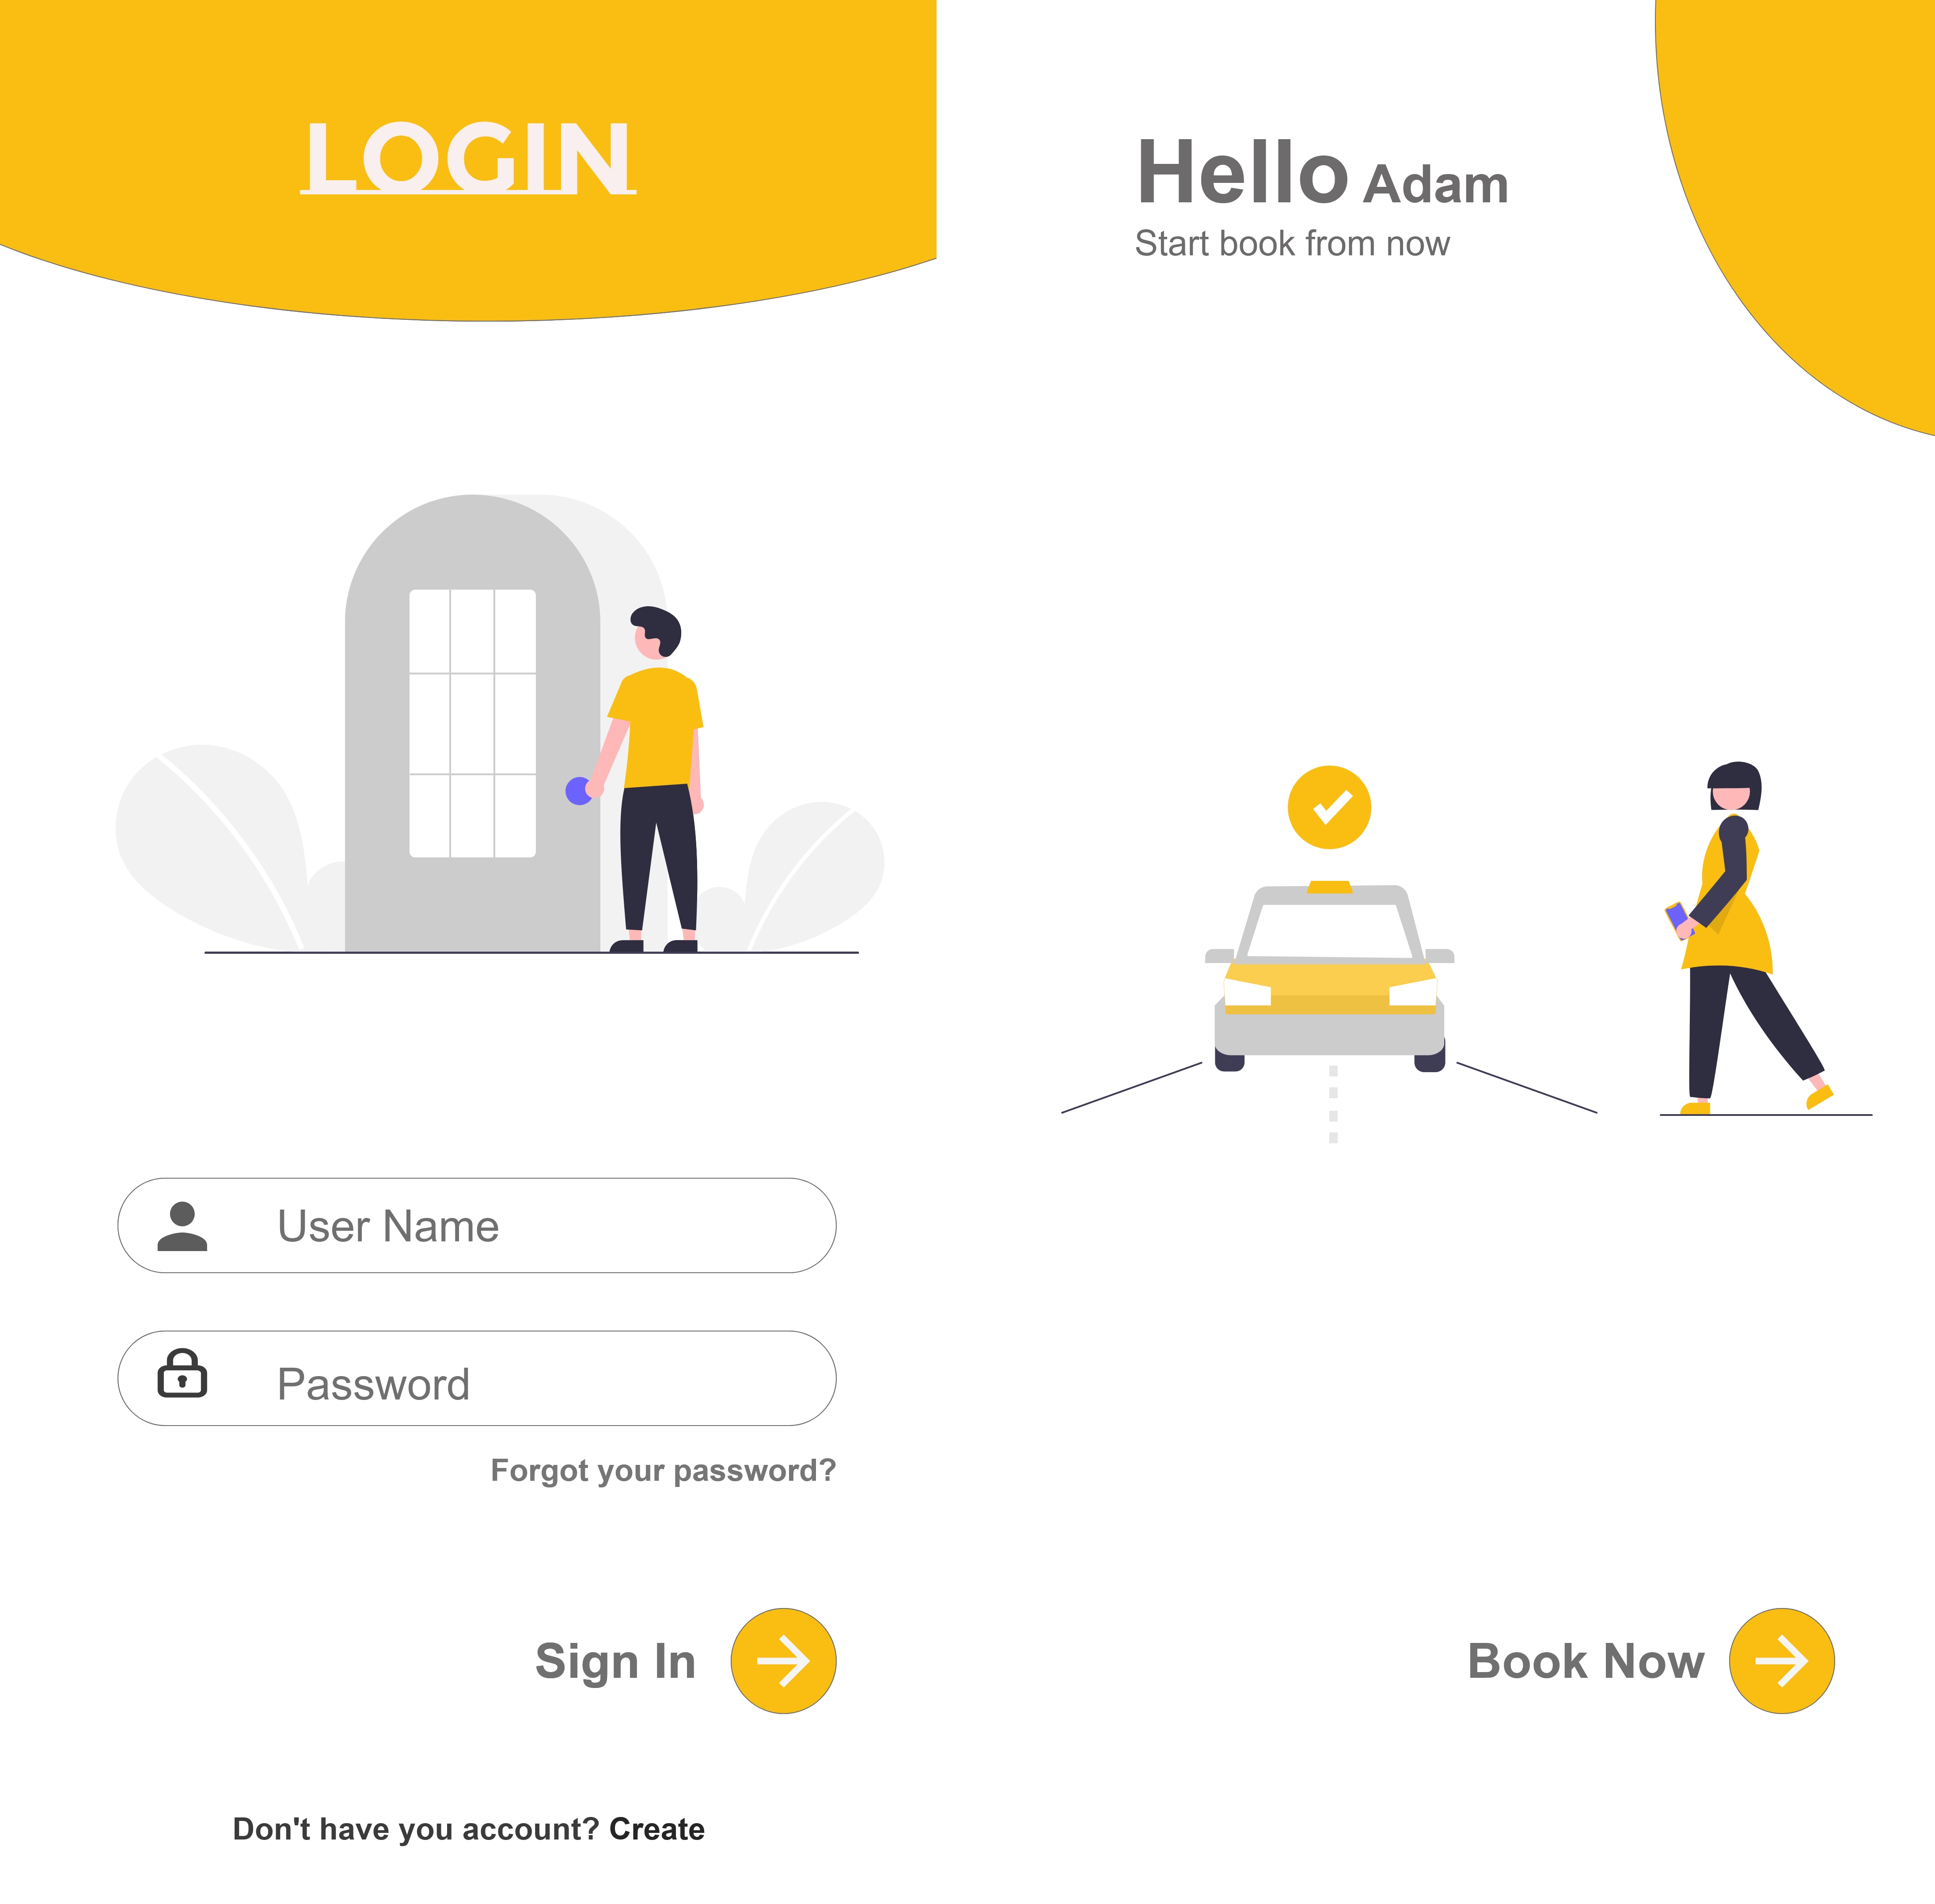 LOGIN
User Name
Password
Forgot your password?
Sign In
Don't have you account? Create
Hello Adam
Start book from now
Book Now